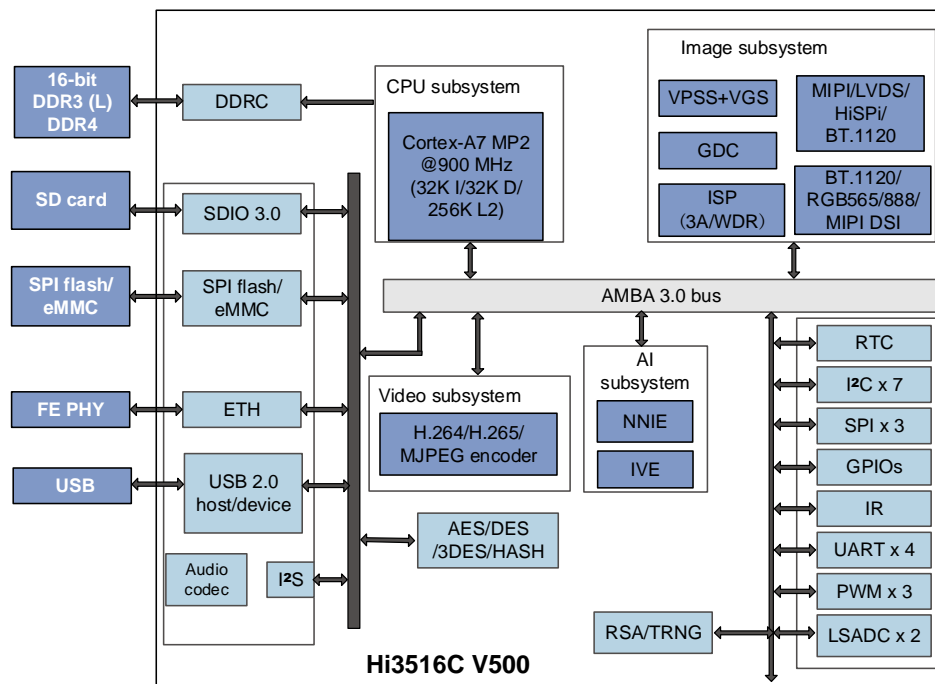 16-bit
DDR3 (L)
DDR4
DDRC
CPU subsystem
Cortex-A7 MP2
@900 MHz
(32K I/32K D/
256K L2)
Image subsystem
VPSS+VGS
GDC
ISP
(3A/WDR)
MIPI/LVDS/
HiSPi/
BT.1120
BT.1120/
RGB565/888/
MIPI DSI
SD card
SDIO 3.0
SPI flash/
eMMC
SPI flash/
eMMC
FE PHY
ETH
USB
USB 2.0
host/device
Audio
codec
I²S
AMBA 3.0 bus
Video subsystem
H.264/H.265/
MJPEG encoder
AI
subsystem
NNIE
IVE
AES/DES
/3DES/HASH
RSA/TRNG
RTC
I²C x 7
SPI x 3
GPIOs
IR
UART x 4
PWM x 3
LSADC x 2
Hi3516C V500